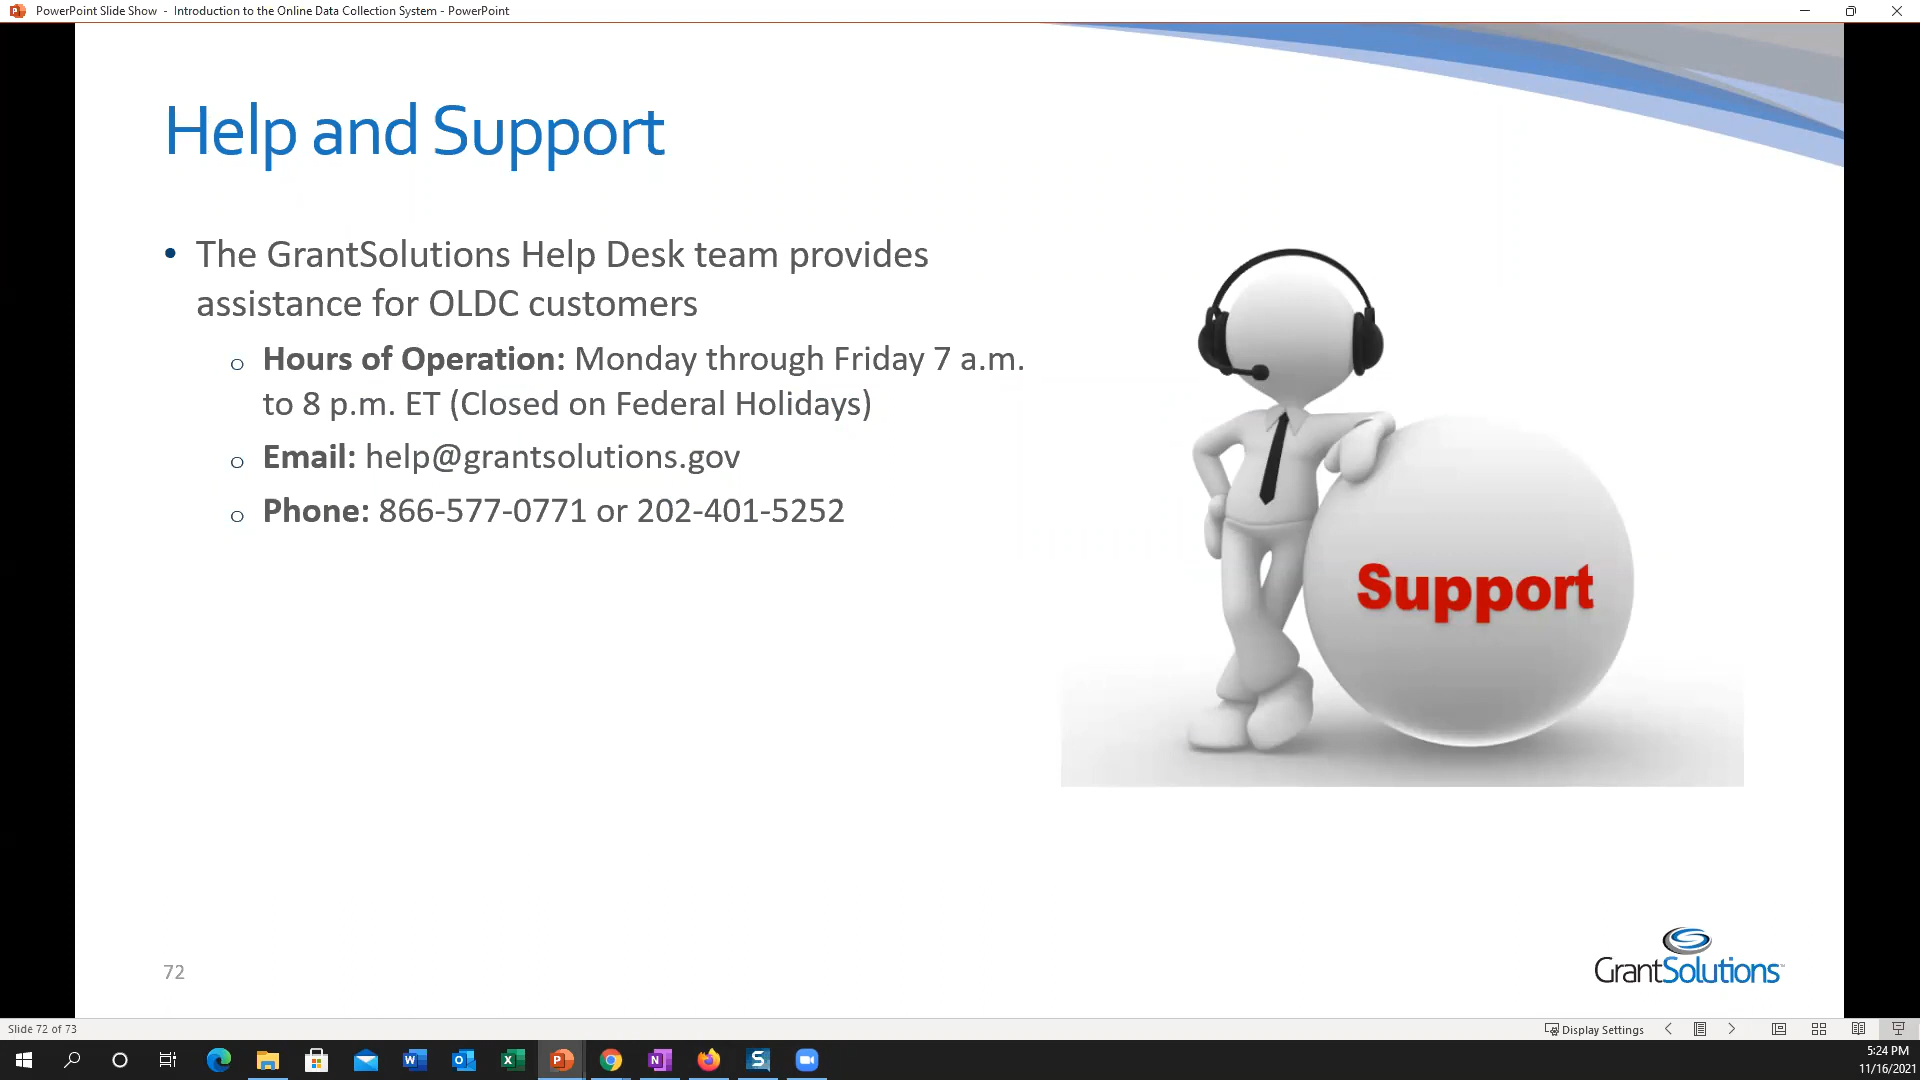 PowerPoint Slide Show - Introduction to the Online Data Collection System - PowerPoint
Help and Support
• The GrantSolutions Help Desk team provides
assistance for OLDC customers
o Hours of Operation: Monday through Friday 7 a.m.
to 8 p.m. ET (Closed on Federal Holidays)
o Email: help@grantsolutions.gov
o Phone: 866-577-0771 or 202-401-5252
Support
72
GrantSolutions
Slide 72 of 73
Display Settings
5:24 PM
11/16/2021